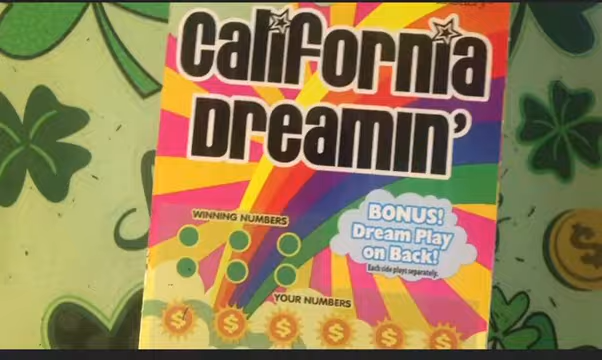 California
Dreamin'
WINNING NUMBERS
BONUS!
Dream Play
on Back!
Each side plays separately.
YOUR NUMBERS
$ $ $ $ $ $
$